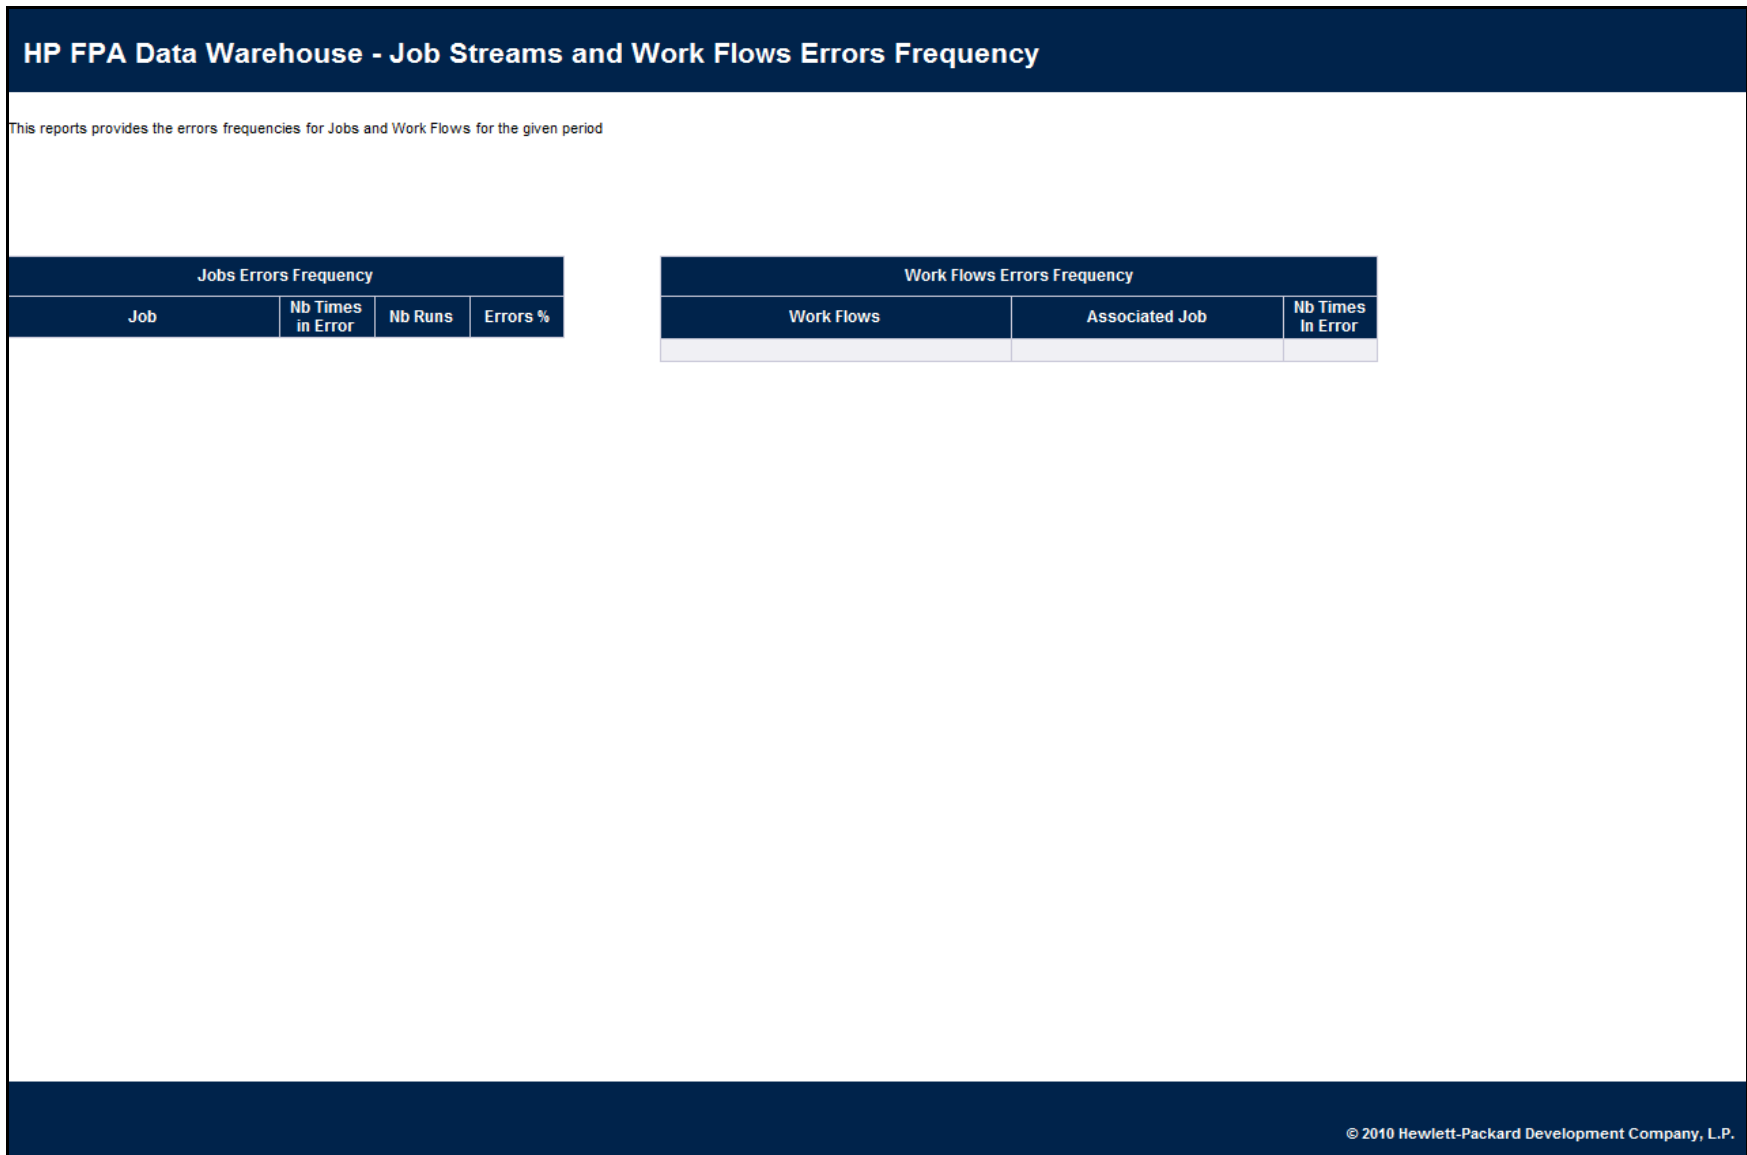 HP FPA Data Warehouse - Job Streams and Work Flows Errors Frequency
This reports provides the errors frequencies for Jobs and Work Flows for the given period
Jobs Errors Frequency
Job
Nb Times
in Error
Nb Runs
Errors %
Work Flows Errors Frequency
Work Flows
Associated Job
Nb Times
In Error
© 2010 Hewlett-Packard Development Company, L.P.